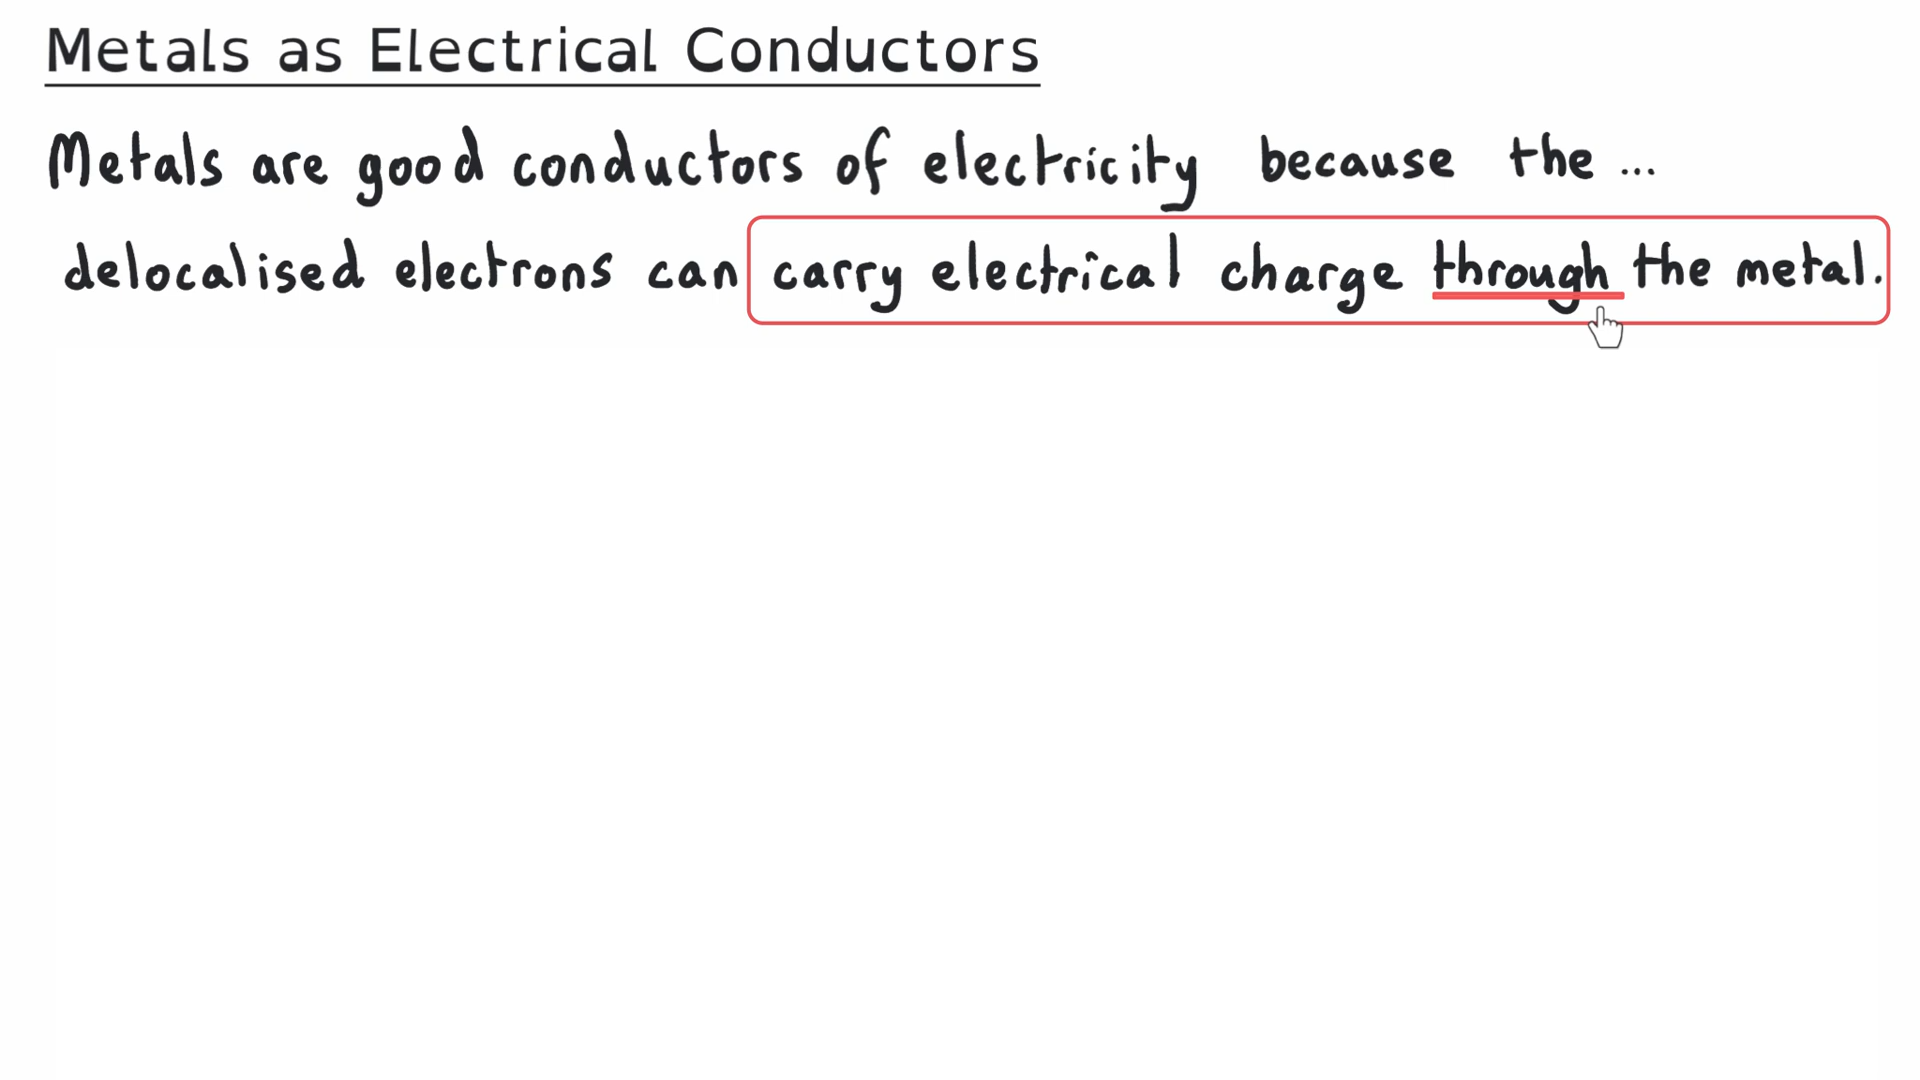 Metals as Electrical Conductors
Metals are good conductors of electricity because the ...
delocalised electrons can carry electrical charge through the metal.